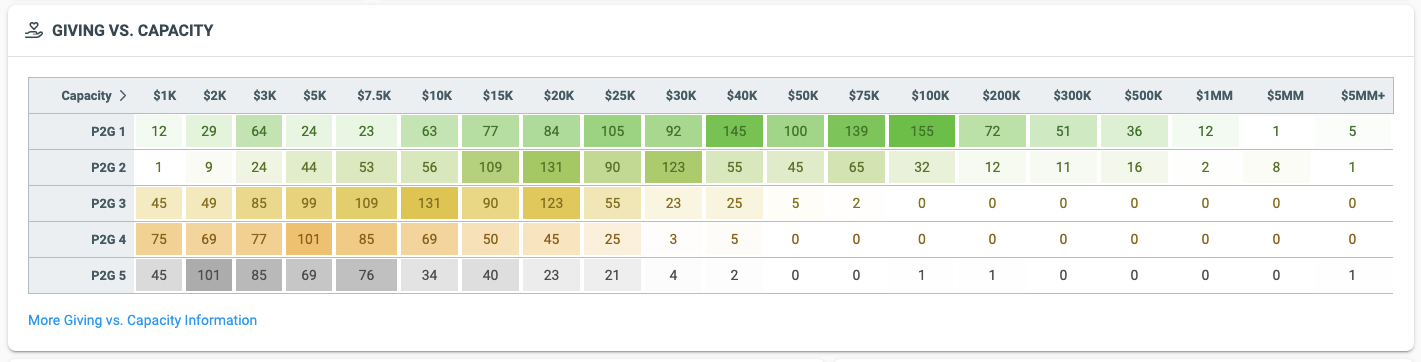 GIVING VS. CAPACITY
Capacity $1K $2K $3K $5K $7.5K $10K $15K $20K $25K $30K $40K $50K $75K $100K $200K $300K $500K $1MM $5MM $5MM+
P2G 1 12 29 64 24 23 63 77 84 105 92 145 100 139 155 72 51 36 12 1 5
P2G 2 1 9 24 44 53 56 109 131 90 123 55 45 65 32 12 11 16 2 8 1
P2G 3 45 49 85 99 109 131 90 123 55 23 25 5 2 0 0 0 0 0 0 0
P2G 4 75 69 77 101 85 69 50 45 25 3 5 0 0 0 0 0 0 0 0 0
P2G 5 45 101 85 69 76 34 40 23 21 4 2 0 0 1 1 0 0 0 0 1
More Giving vs. Capacity Information